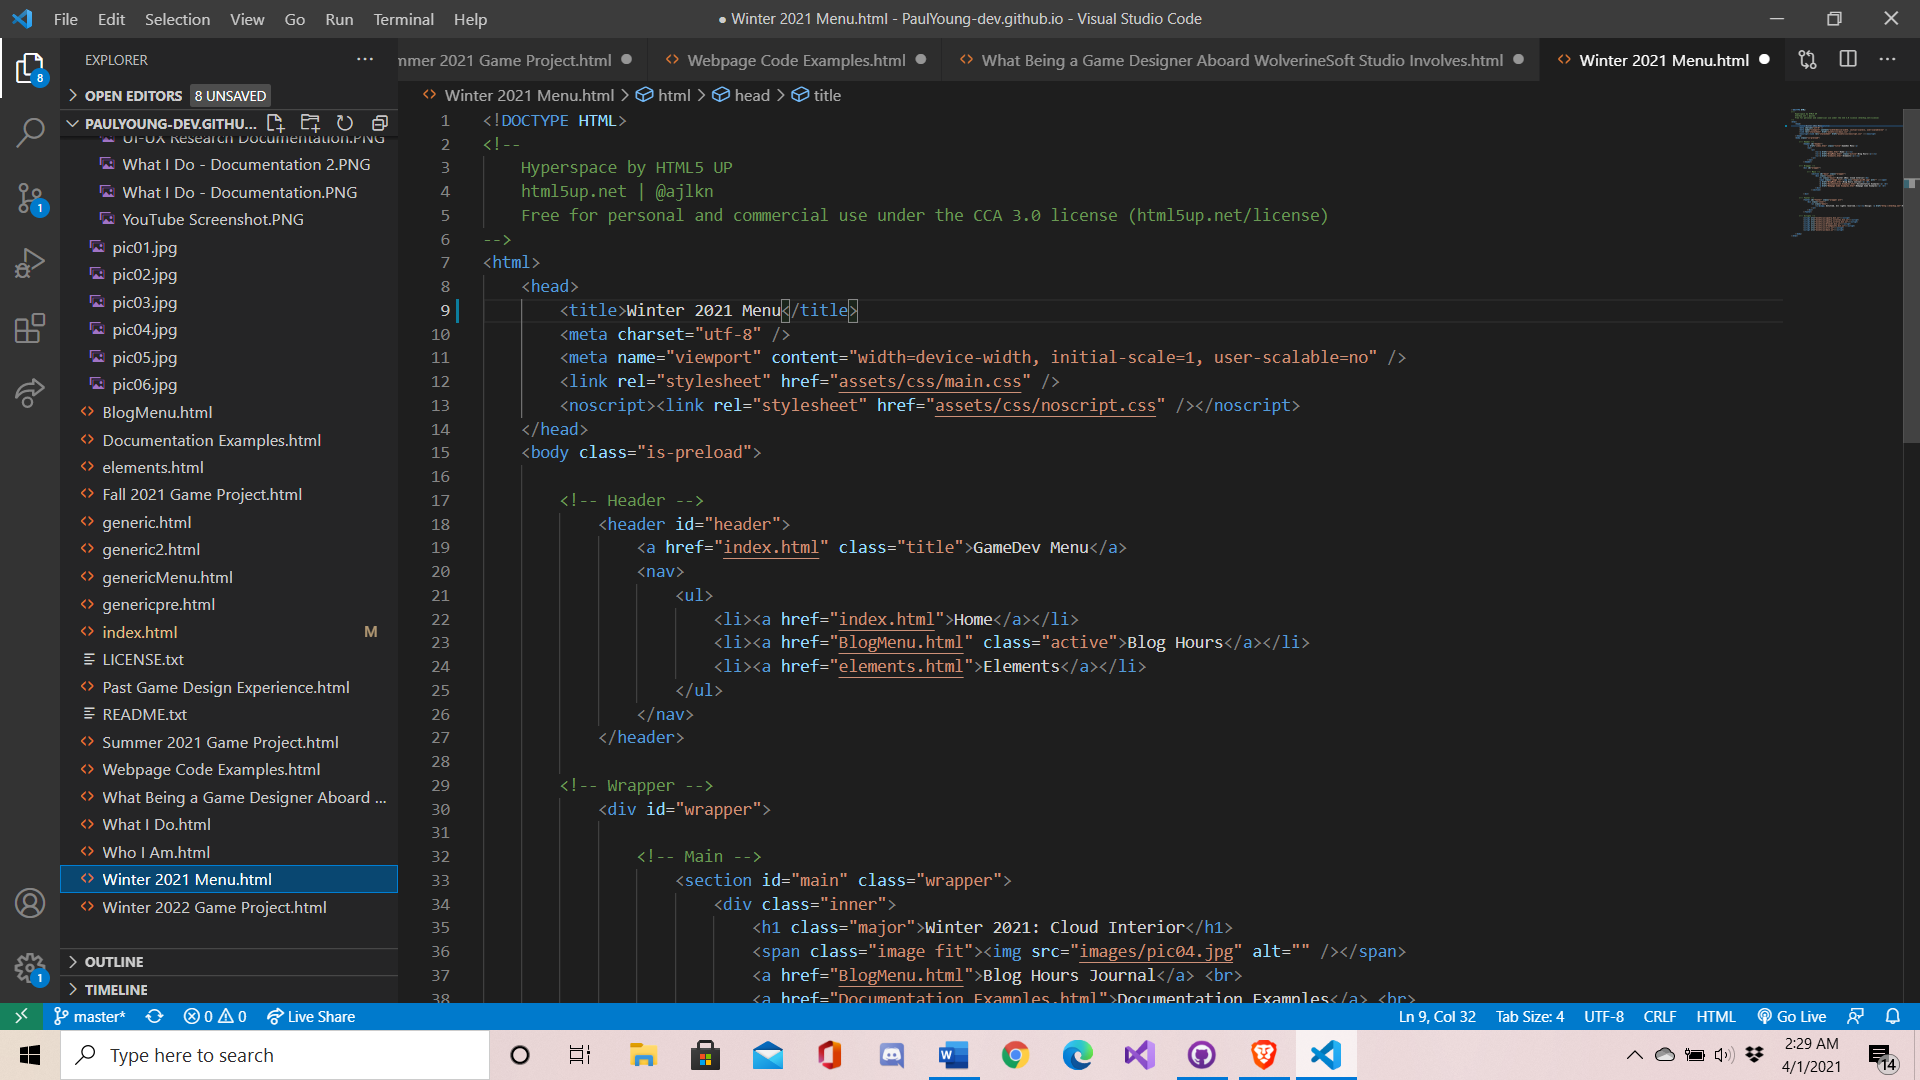 File Edit Selection View Go Run Terminal Help
● Winter 2021 Menu.html - PaulYoung-dev.github.io - Visual Studio Code
EXPLORER
mmer 2021 Game Project.html
Webpage Code Examples.html
What Being a Game Designer Aboard WolverineSoft Studio Involves.html
Winter 2021 Menu.html
OPEN EDITORS 8 UNSAVED
PAULYOUNG-DEV.GITHU...
UI-UX Research Documentation.PNG
What I Do - Documentation 2.PNG
What I Do - Documentation.PNG
YouTube Screenshot.PNG
pic01.jpg
pic02.jpg
pic03.jpg
pic04.jpg
pic05.jpg
pic06.jpg
BlogMenu.html
Documentation Examples.html
elements.html
Fall 2021 Game Project.html
generic.html
generic2.html
genericMenu.html
genericpre.html
index.html M
LICENSE.txt
Past Game Design Experience.html
README.txt
Summer 2021 Game Project.html
Webpage Code Examples.html
What Being a Game Designer Aboard ...
What I Do.html
Who I Am.html
Winter 2021 Menu.html
Winter 2022 Game Project.html
OUTLINE
TIMELINE
8
1
1
Winter 2021 Menu.html > html > head > title
1 <!DOCTYPE HTML>
2 <!--
3 Hyperspace by HTML5 UP
4 html5up.net | @ajlkn
5 Free for personal and commercial use under the CCA 3.0 license (html5up.net/license)
6 -->
7 <html>
8 <head>
9 <title>Winter 2021 Menu</title>
10 <meta charset="utf-8" />
11 <meta name="viewport" content="width=device-width, initial-scale=1, user-scalable=no" />
12 <link rel="stylesheet" href="assets/css/main.css" />
13 <noscript><link rel="stylesheet" href="assets/css/noscript.css" /></noscript>
14 </head>
15 <body class="is-preload">
16
17 <!-- Header -->
18 <header id="header">
19 <a href="index.html" class="title">GameDev Menu</a>
20 <nav>
21 <ul>
22 <li><a href="index.html">Home</a></li>
23 <li><a href="BlogMenu.html" class="active">Blog Hours</a></li>
24 <li><a href="elements.html">Elements</a></li>
25 </ul>
26 </nav>
27 </header>
28
29 <!-- Wrapper -->
30 <div id="wrapper">
31
32 <!-- Main -->
33 <section id="main" class="wrapper">
34 <div class="inner">
35 <h1 class="major">Winter 2021: Cloud Interior</h1>
36 <span class="image fit"><img src="images/pic04.jpg" alt="" /></span>
37 <a href="BlogMenu.html">Blog Hours Journal</a> <br>
38 <a href="Documentation Examples.html">Documentation Examples</a> <br>
master* 0 0 Live Share
Ln 9, Col 32 Tab Size: 4 UTF-8 CRLF HTML Go Live
Type here to search
2:29 AM
4/1/2021
14